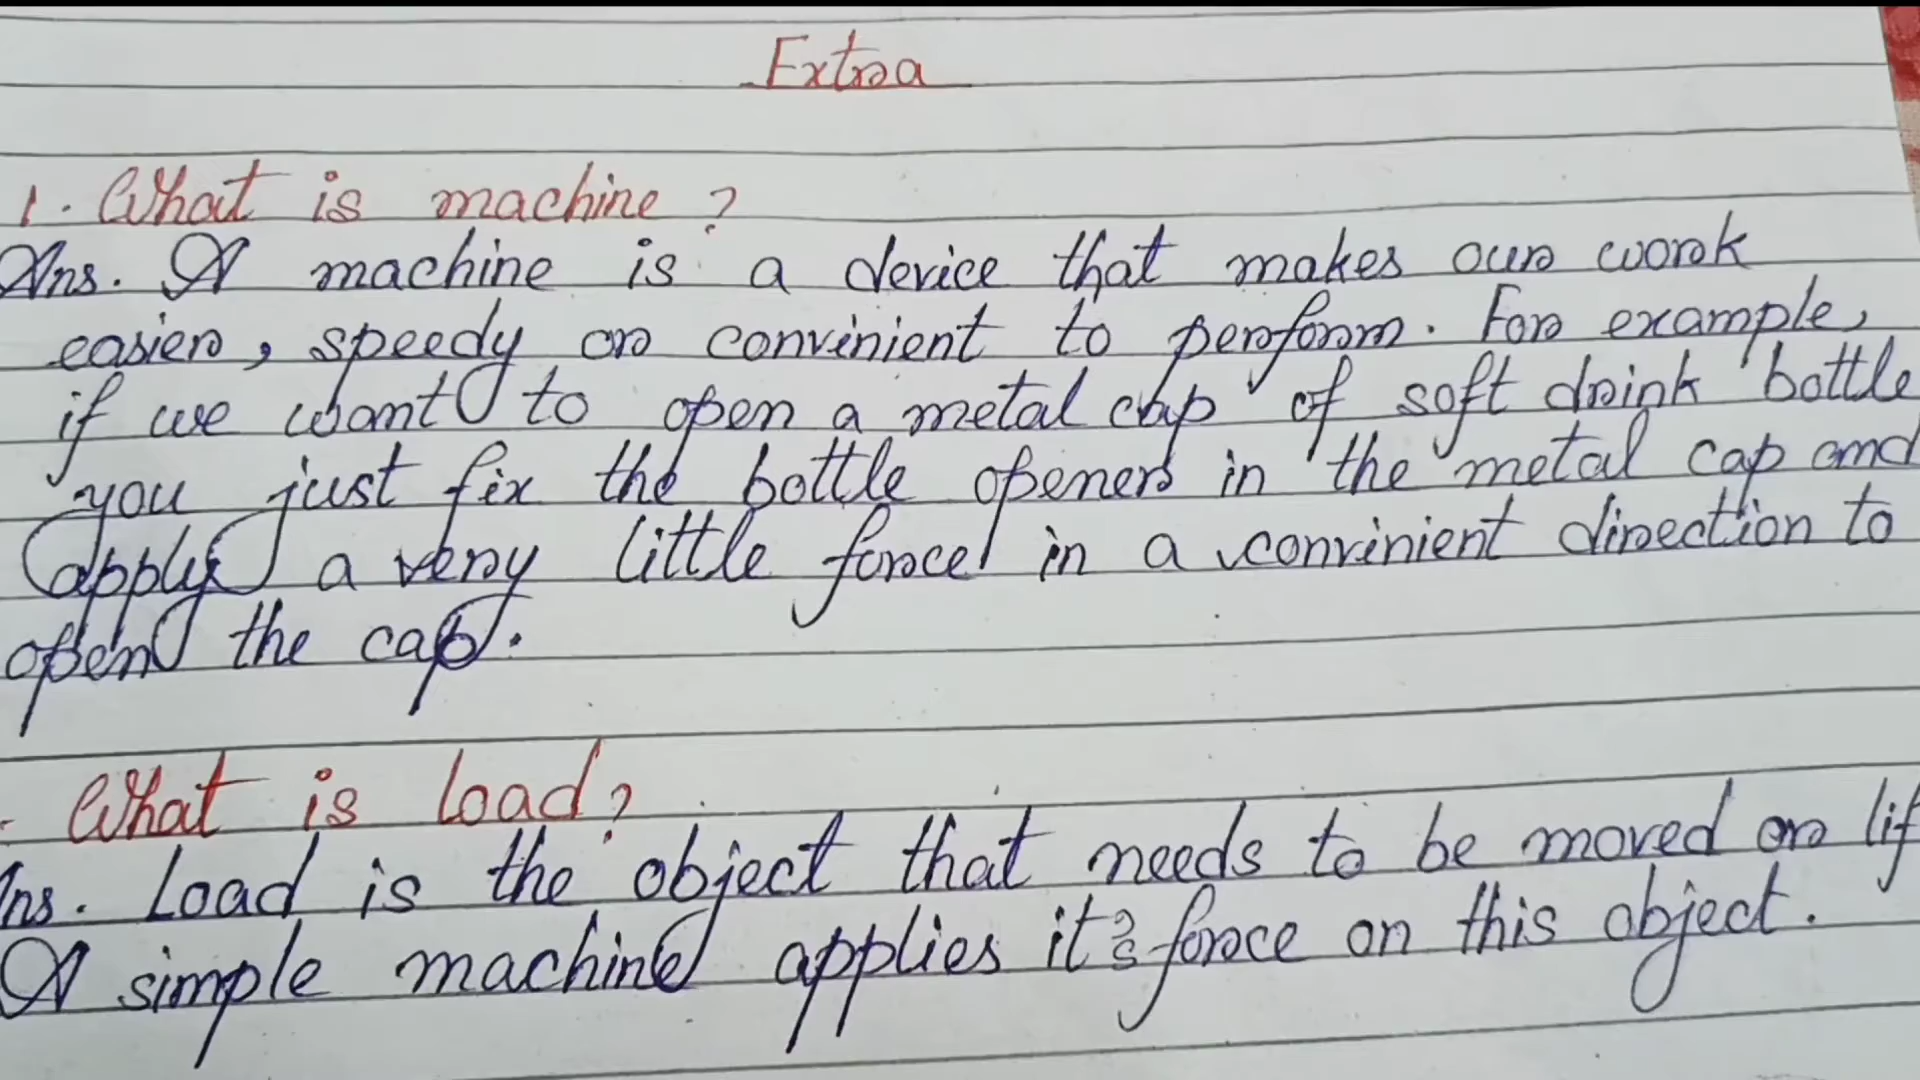 Extra
1. What is machine?
Ans. A machine is a device that makes our work
easier, speedy or convinient to perform. For example,
if we want to open a metal cap of soft drink bottle
you just fix the bottle openers in the metal cap and
apply a very little force in a convinient direction to
open the cap.
. What is load?
Ans. Load is the object that needs to be moved or lif
A simple machine applies it's force on this object.